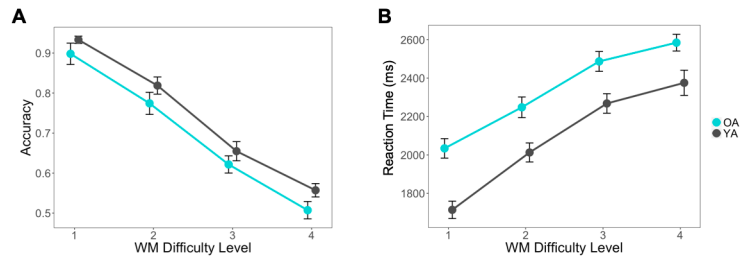 A
B
0.9
0.8
0.7
0.6
0.5
Accuracy
1 2 3 4
WM Difficulty Level
2600
2400
2200
2000
1800
Reaction Time (ms)
1 2 3 4
WM Difficulty Level
OA
YA